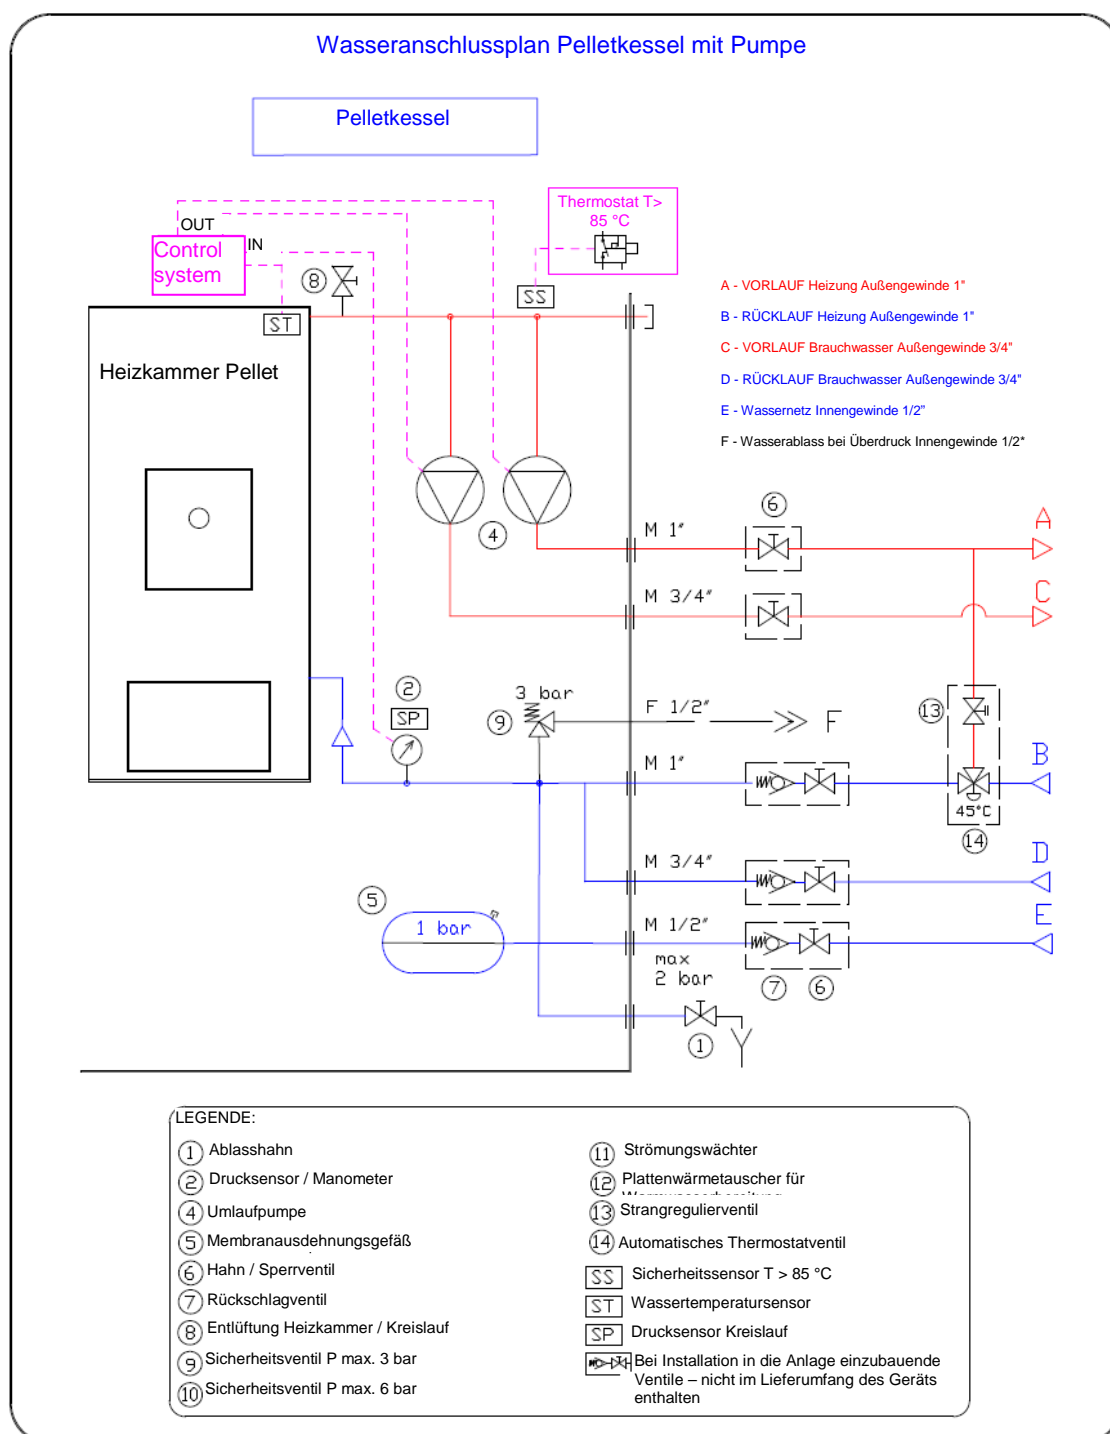 Wasseranschlussplan Pelletkessel mit Pumpe
Pelletkessel
Thermostat T>
85 °C
OUT
IN
Control
system
8
SS
ST
Heizkammer Pellet
A - VORLAUF Heizung Außengewinde 1"
B - RÜCKLAUF Heizung Außengewinde 1"
C - VORLAUF Brauchwasser Außengewinde 3/4"
D - RÜCKLAUF Brauchwasser Außengewinde 3/4"
E - Wassernetz Innengewinde 1/2"
F - Wasserablass bei Überdruck Innengewinde 1/2*
4
M 1"
6
A
M 3/4"
C
2
SP
3 bar
9
F 1/2"
F
13
M 1"
B
45°C
14
M 3/4"
D
5
1 bar
M 1/2"
E
max
2 bar
7
6
1
LEGENDE:
1 Ablasshahn
2 Drucksensor / Manometer
4 Umlaufpumpe
5 Membranausdehnungsgefäß
6 Hahn / Sperrventil
7 Rückschlagventil
8 Entlüftung Heizkammer / Kreislauf
9 Sicherheitsventil P max. 3 bar
10 Sicherheitsventil P max. 6 bar
11 Strömungswächter
12 Plattenwärmetauscher für
13 Strangregulierventil
14 Automatisches Thermostatventil
SS Sicherheitssensor T > 85 °C
ST Wassertemperatursensor
SP Drucksensor Kreislauf
Bei Installation in die Anlage einzubauende
Ventile – nicht im Lieferumfang des Geräts
enthalten